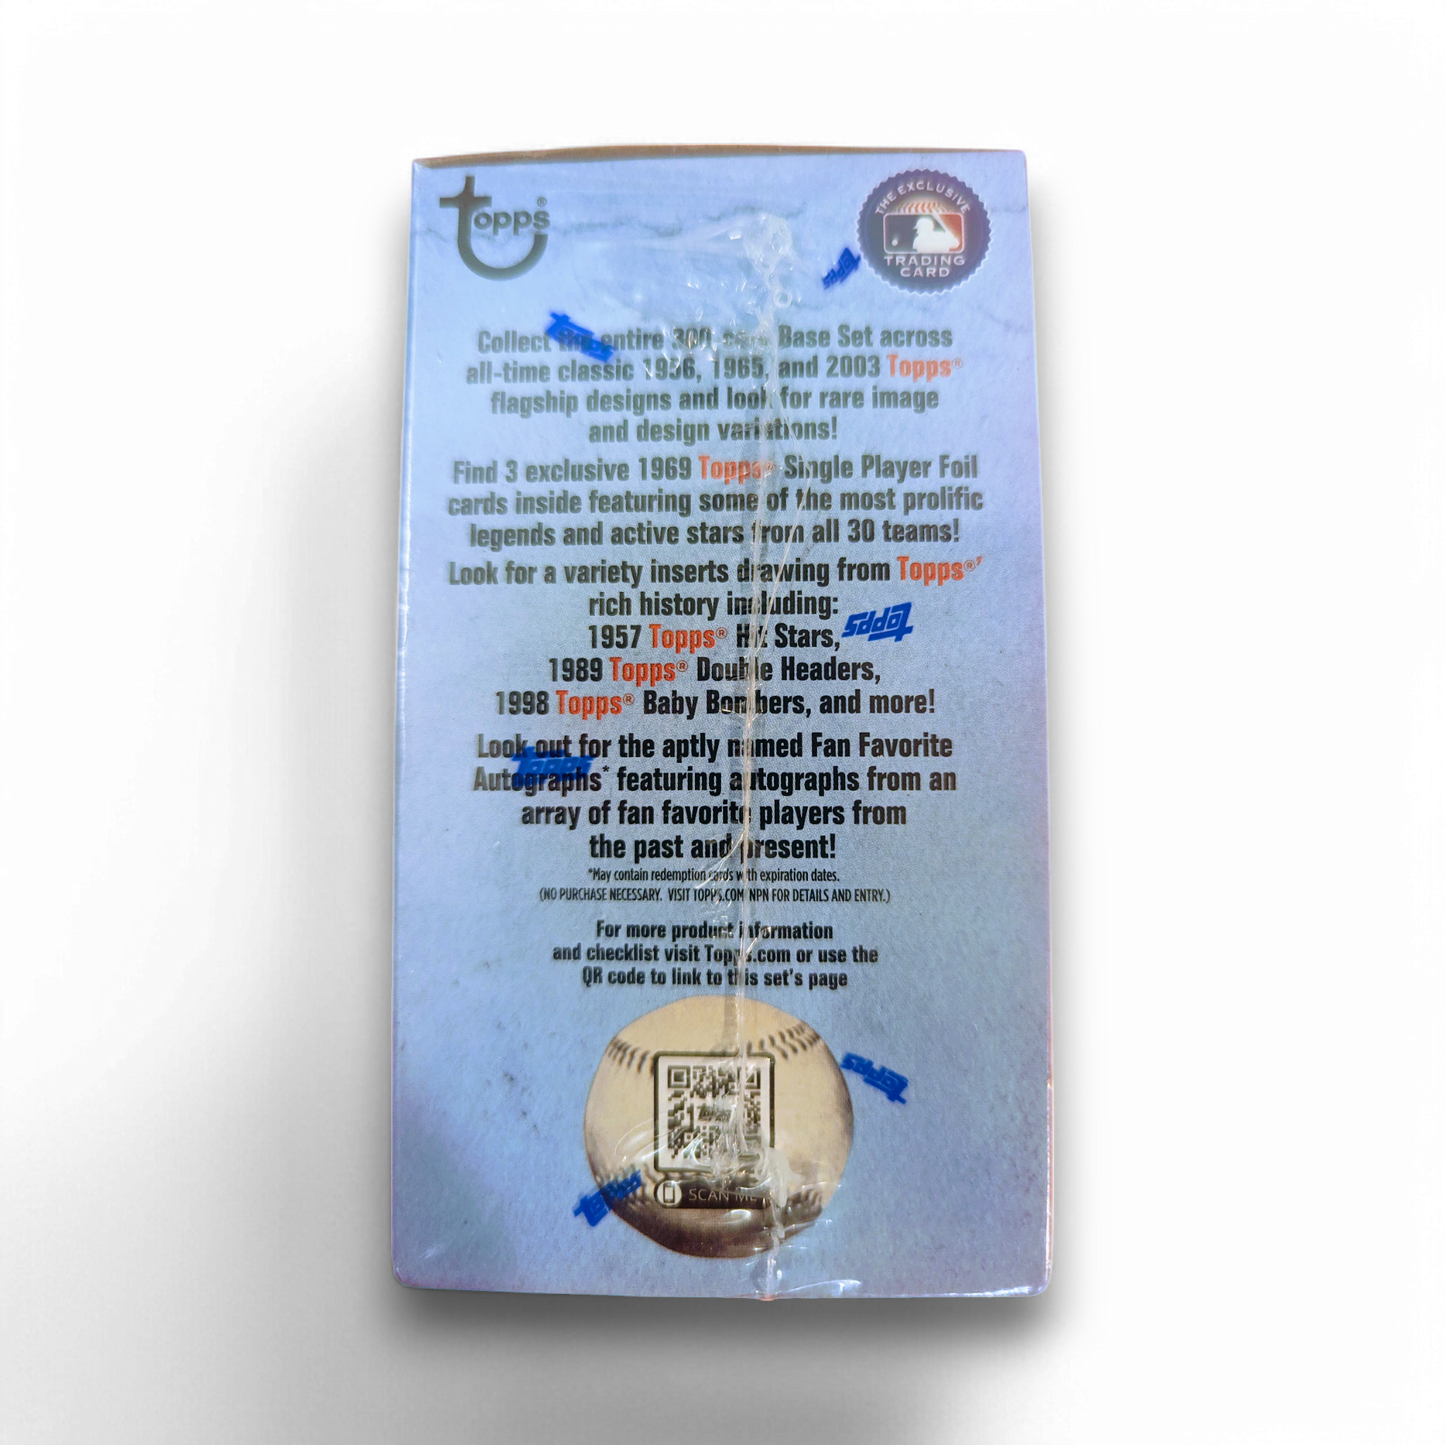 Topps®
THE EXCLUSIVE
TRADING
CARD
Topps
Topps
Collect the entire 300-card Base Set across
all-time classic 1956, 1965, and 2003 Topps®
flagship designs and look for rare image
and design variations!
Find 3 exclusive 1969 Topps® Single Player Foil
cards inside featuring some of the most prolific
legends and active stars from all 30 teams!
Look for a variety inserts drawing from Topps®'
rich history including:
1957 Topps® Hit Stars,
Topps
1989 Topps® Double Headers,
1998 Topps® Baby Bombers, and more!
Look out for the aptly named Fan Favorite
Topps
Autographs* featuring autographs from an
array of fan favorite players from
the past and present!
*May contain redemption cards with expiration dates.
(NO PURCHASE NECESSARY. VISIT TOPPS.COM/NPN FOR DETAILS AND ENTRY.)
For more product information
and checklist visit Topps.com or use the
QR code to link to this set's page
Topps
SCAN ME
Topps